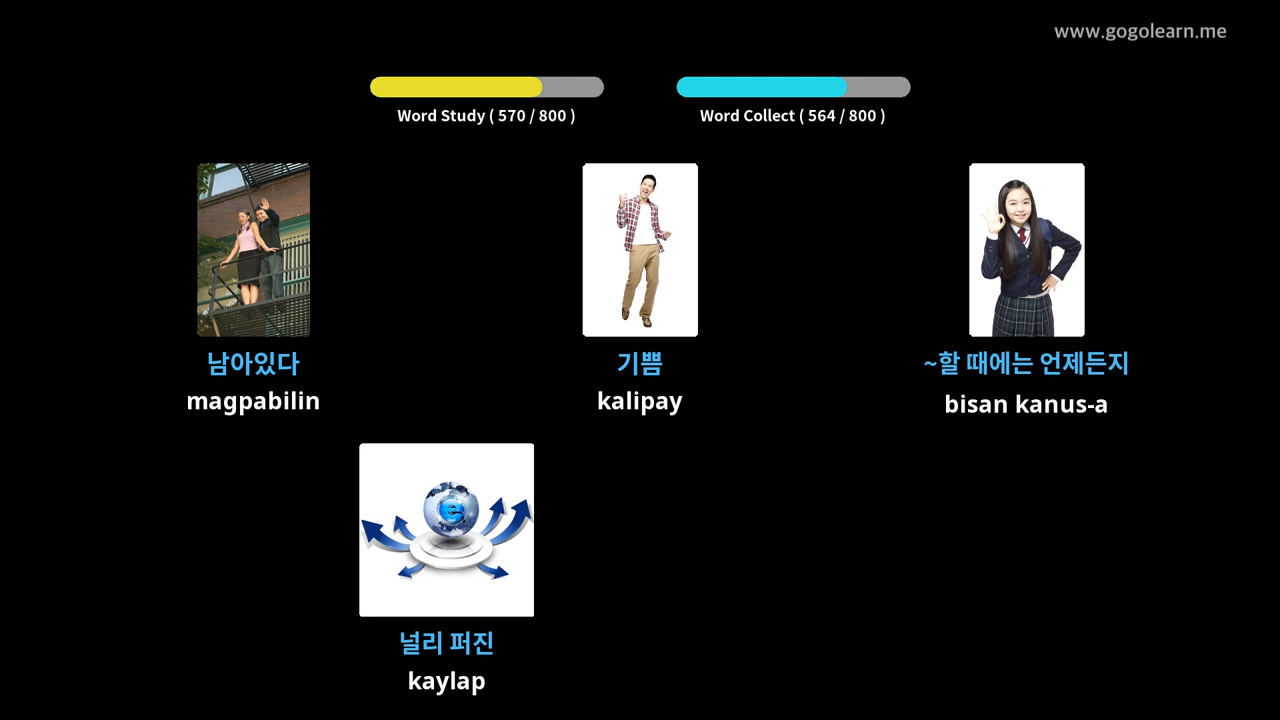 www.gogolearn.me
Word Study ( 570 / 800 )
Word Collect ( 564 / 800 )
남아있다
magpabilin
기쁨
kalipay
~할 때에는 언제든지
bisan kanus-a
e
널리 퍼진
kaylap